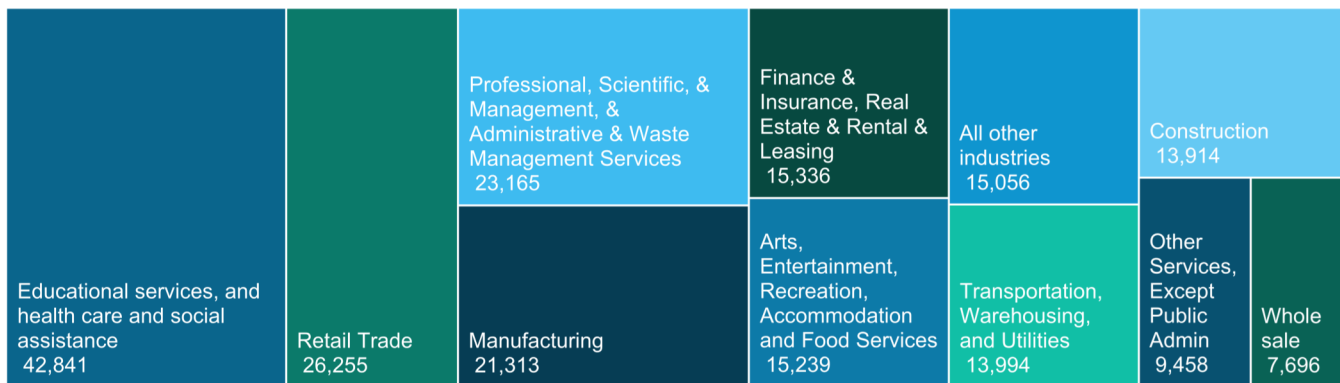 Educational services, and
health care and social
assistance
42,841
Retail Trade
26,255
Professional, Scientific, &
Management, &
Administrative & Waste
Management Services
23,165
Manufacturing
21,313
Finance &
Insurance, Real
Estate & Rental &
Leasing
15,336
Arts,
Entertainment,
Recreation,
Accommodation
and Food Services
15,239
All other
industries
15,056
Transportation,
Warehousing,
and Utilities
13,994
Construction
13,914
Other
Services,
Except
Public
Admin
9,458
Whole
sale
7,696